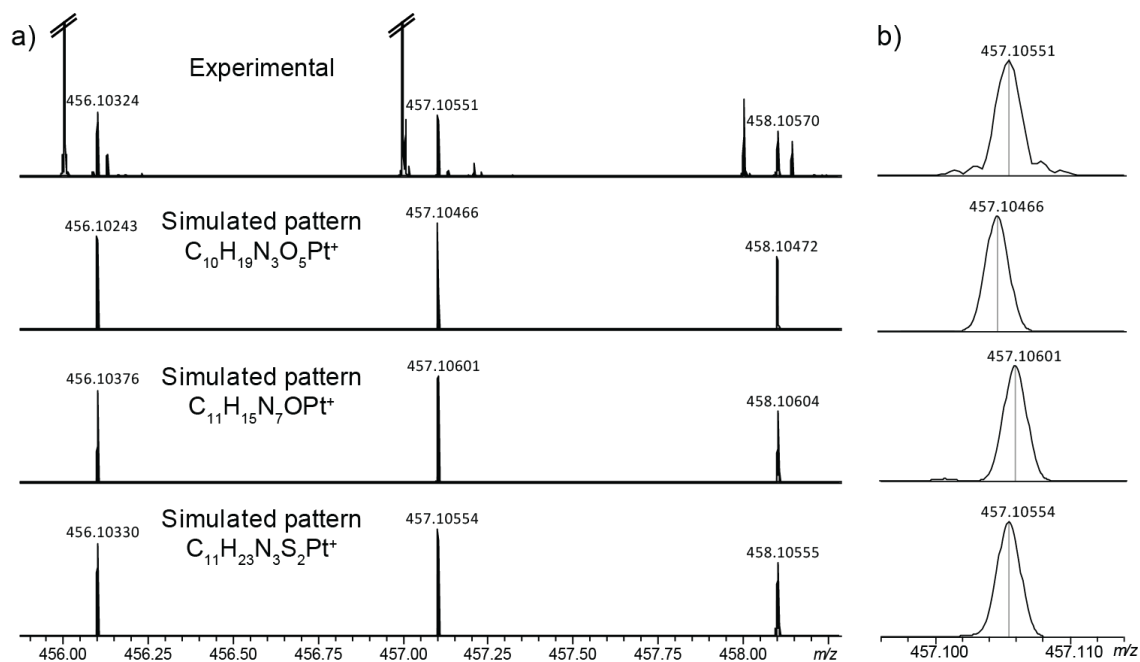 a)
Experimental
456.10324
457.10551
458.10570
Simulated pattern
C₁₀H₁₉N₃O₅Pt⁺
456.10243
457.10466
458.10472
Simulated pattern
C₁₁H₁₅N₇OPt⁺
456.10376
457.10601
458.10604
Simulated pattern
C₁₁H₂₃N₃S₂Pt⁺
456.10330
457.10554
458.10555
456.00 456.25 456.50 456.75 457.00 457.25 457.50 457.75 458.00 m/z
b)
457.10551
457.10466
457.10601
457.10554
457.100 457.110 m/z